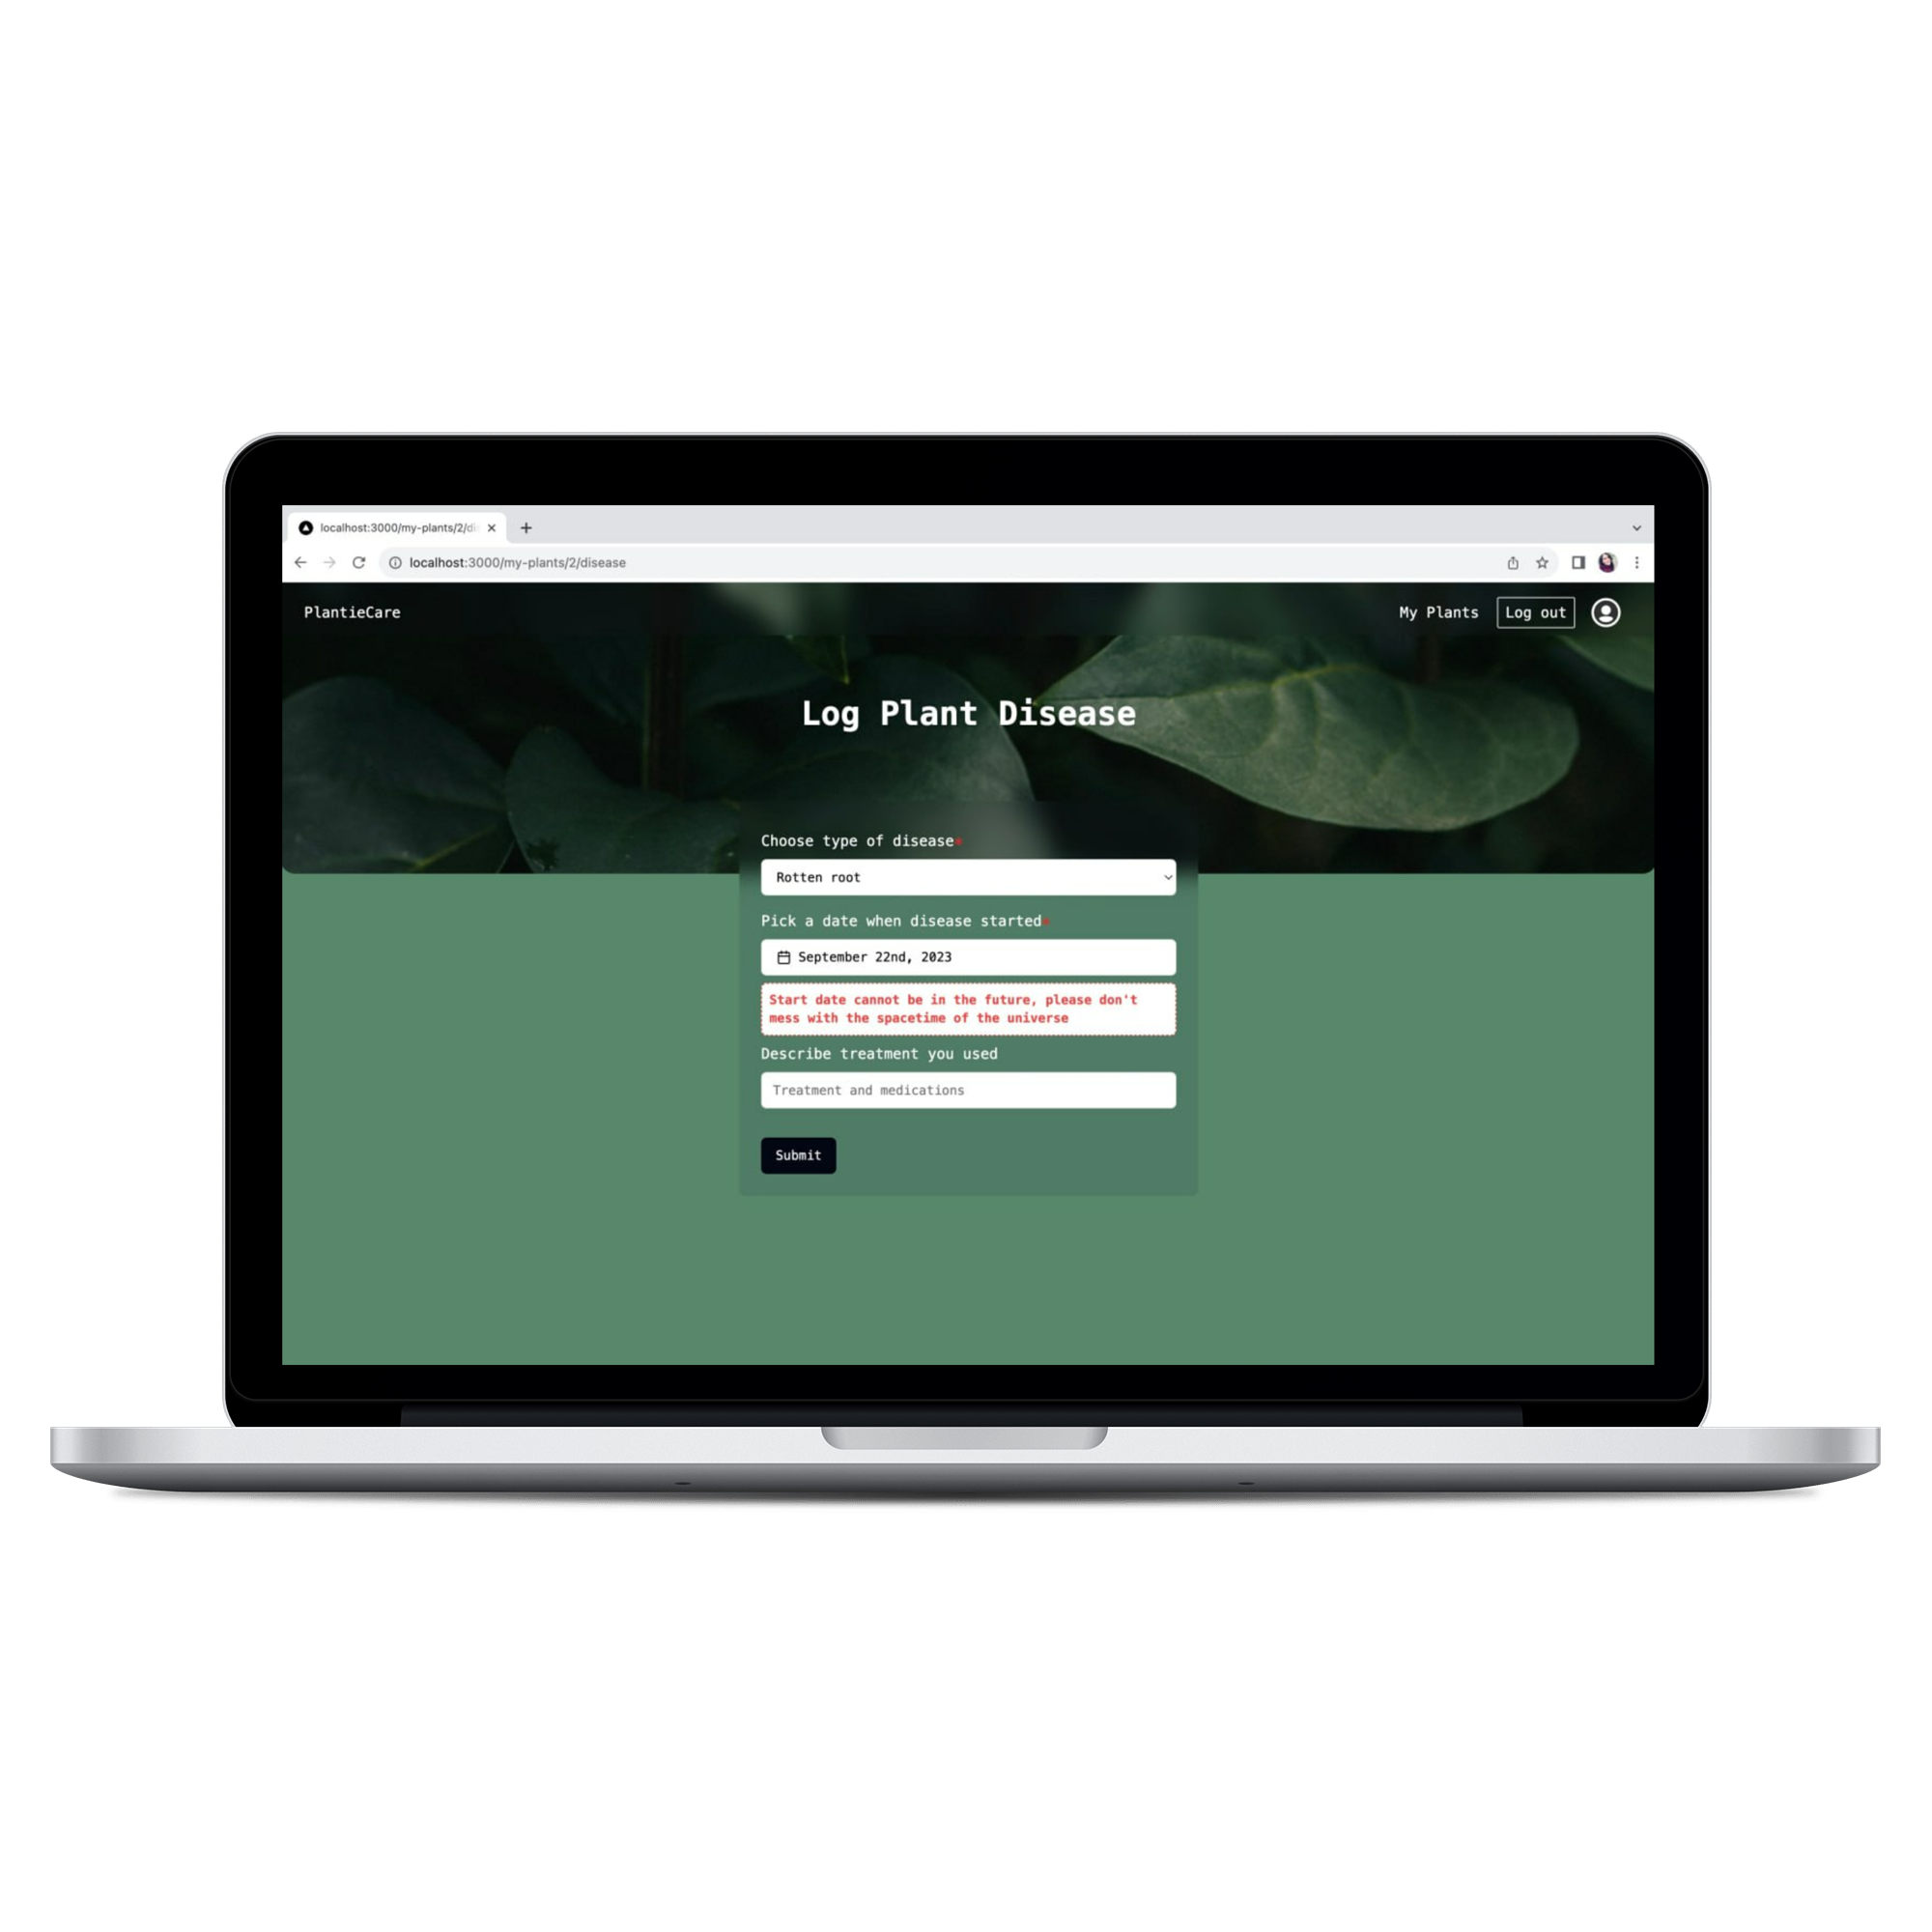 localhost:3000/my-plants/2/di
localhost:3000/my-plants/2/disease
PlantieCare
My Plants
Log out
Log Plant Disease
Choose type of disease*
Rotten root
Pick a date when disease started*
September 22nd, 2023
Start date cannot be in the future, please don't
mess with the spacetime of the universe
Describe treatment you used
Treatment and medications
Submit